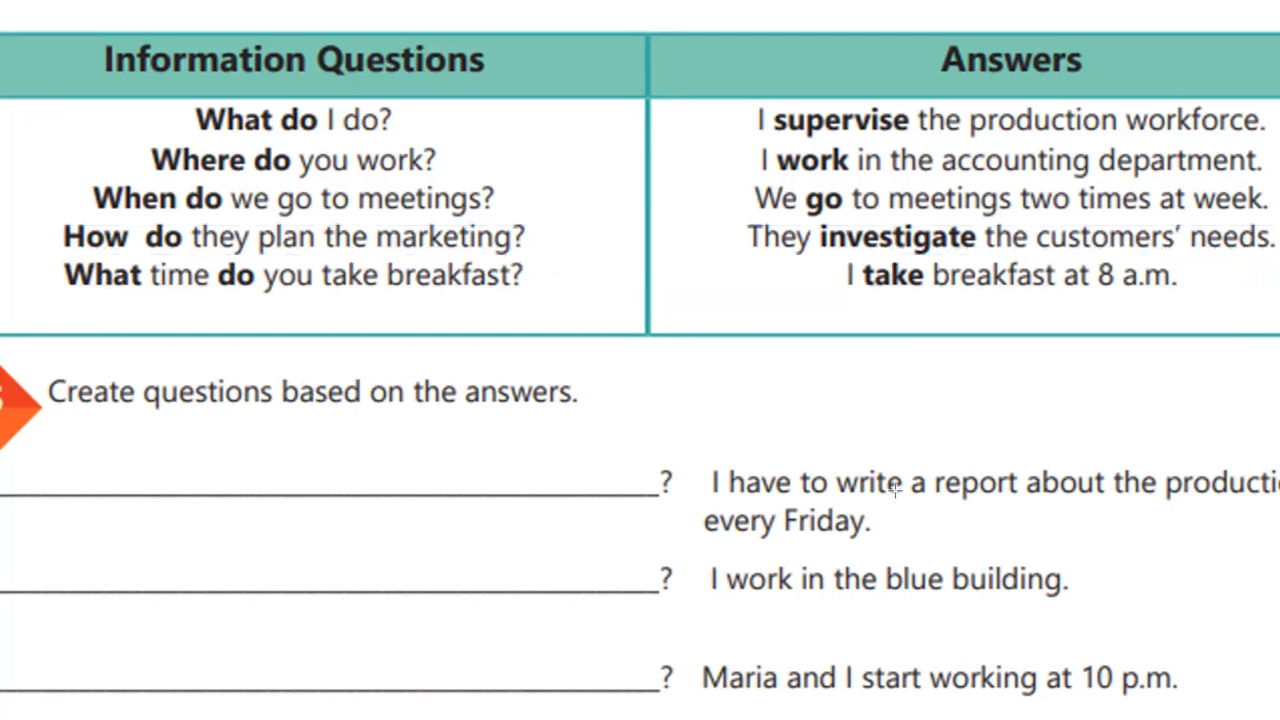 Information Questions
Answers
What do I do?
I supervise the production workforce.
Where do you work?
I work in the accounting department.
When do we go to meetings?
We go to meetings two times at week.
How do they plan the marketing?
They investigate the customers’ needs.
What time do you take breakfast?
I take breakfast at 8 a.m.
Create questions based on the answers.
? I have to write a report about the
every Friday.
? I work in the blue building.
? Maria and I start working at 10 p.m.